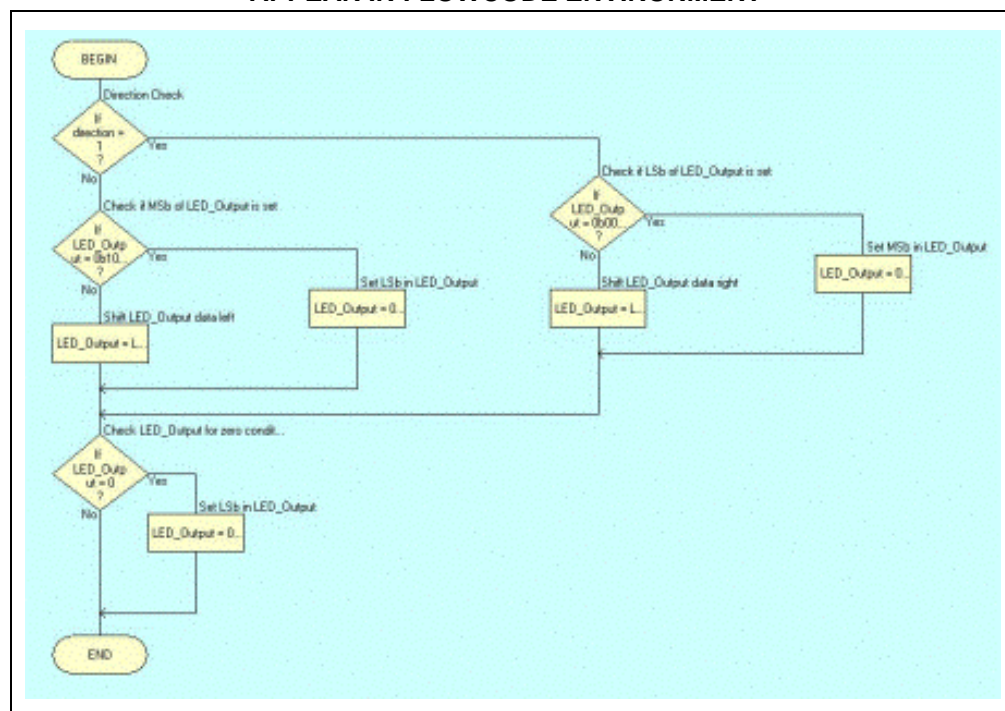 BEGIN
Direction Check
If
direction =
1
?
Yes
No
Check if LSb of LED_Output is set
If
LED_Outp
ut = 0b00...
?
Yes
No
Set MSb in LED_Output
LED_Output = 0...
Shift LED_Output data right
LED_Output = L...
Check if MSb of LED_Output is set
If
LED_Outp
ut = 0b10...
?
Yes
No
Set LSb in LED_Output
LED_Output = 0...
Shift LED_Output data left
LED_Output = L...
Check LED_Output for zero condit...
If
LED_Outp
ut = 0
?
Yes
No
Set LSb in LED_Output
LED_Output = 0...
END